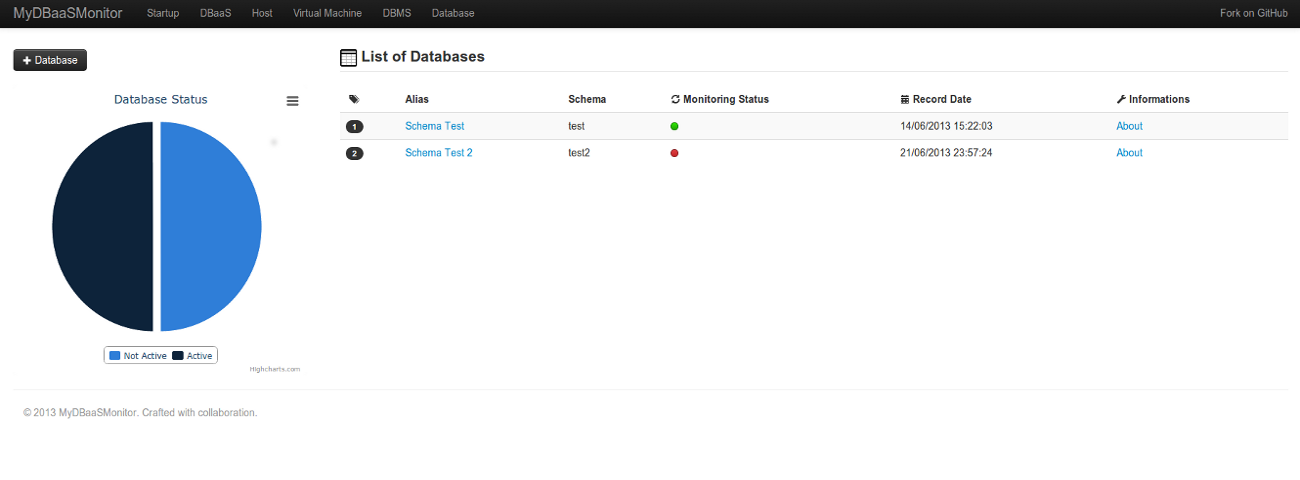 MyDBaaSMonitor Startup DBaaS Host Virtual Machine DBMS Database Fork on GitHub
Database
List of Databases
Database Status
Alias Schema Monitoring Status Record Date Informations
1 Schema Test test 14/06/2013 15:22:03 About
2 Schema Test 2 test2 21/06/2013 23:57:24 About
Not Active Active
Highcharts.com
© 2013 MyDBaaSMonitor. Crafted with collaboration.